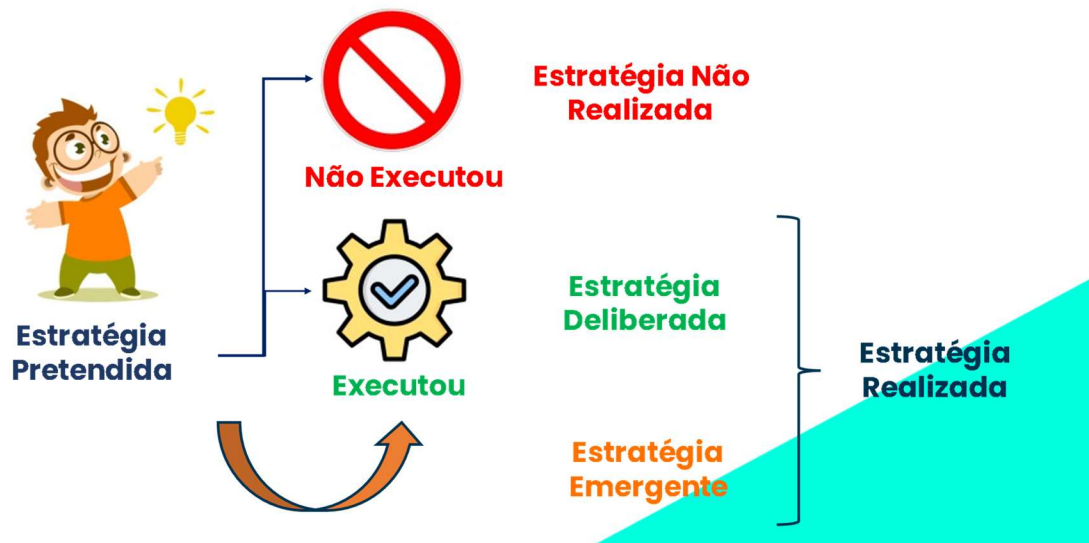 Estratégia Não
Realizada
Não Executou
Estratégia
Deliberada
Estratégia
Pretendida
Executou
Estratégia
Realizada
Estratégia
Emergente